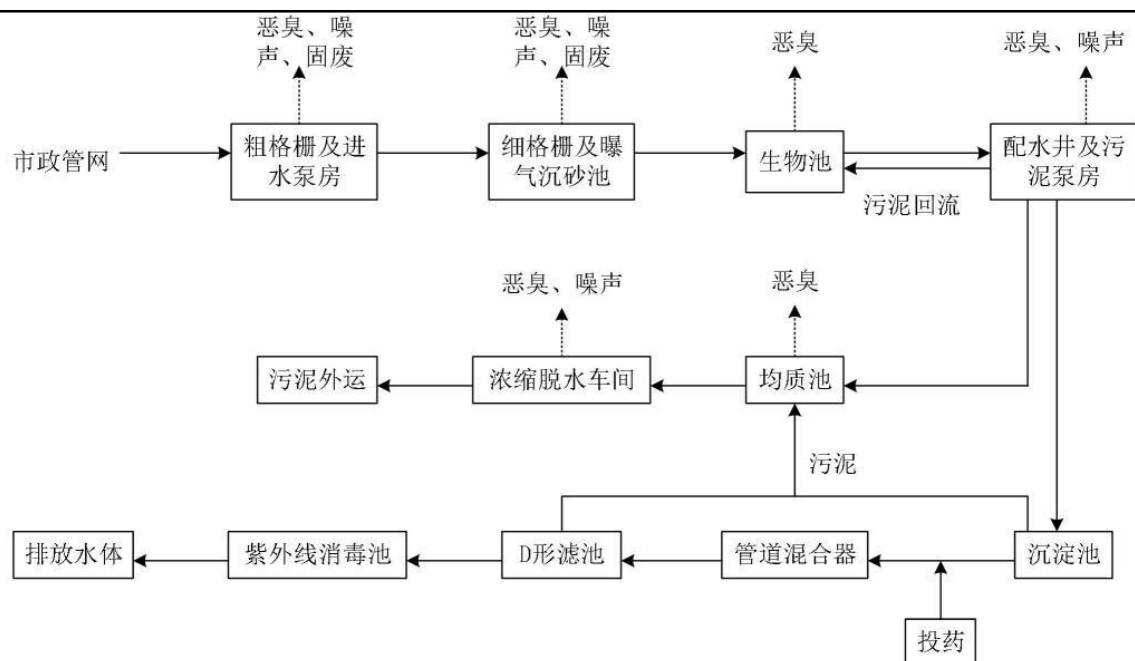 恶臭、噪
声、固废
恶臭、噪
声、固废
恶臭
恶臭、噪声
市政管网
粗格栅及进
水泵房
细格栅及曝
气沉砂池
生物池
配水井及污
泥泵房
污泥回流
恶臭、噪声
恶臭
污泥外运
浓缩脱水车间
均质池
污泥
排放水体
紫外线消毒池
D形滤池
管道混合器
沉淀池
投药